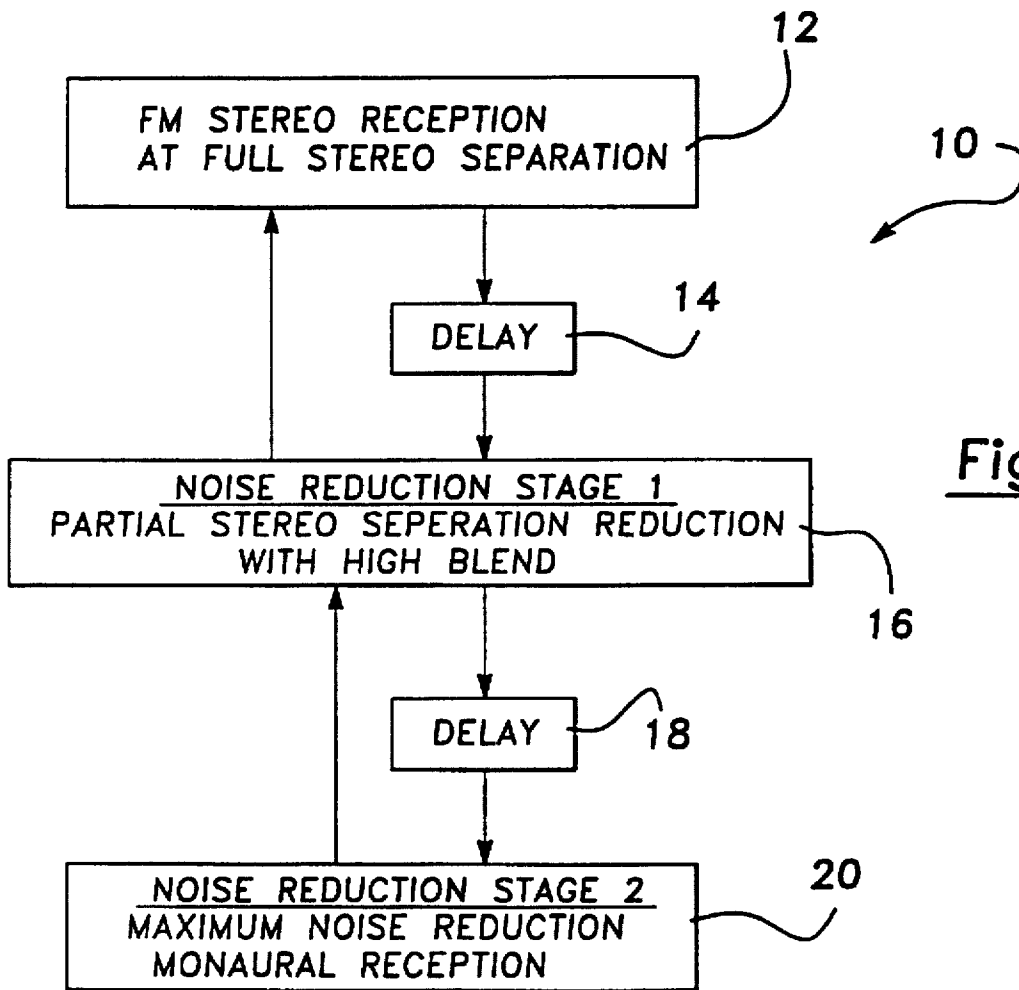 12
FM STEREO RECEPTION
AT FULL STEREO SEPARATION
10
14
DELAY
Fig
NOISE REDUCTION STAGE 1
PARTIAL STEREO SEPERATION REDUCTION
WITH HIGH BLEND
16
DELAY
18
NOISE REDUCTION STAGE 2
MAXIMUM NOISE REDUCTION
MONAURAL RECEPTION
20